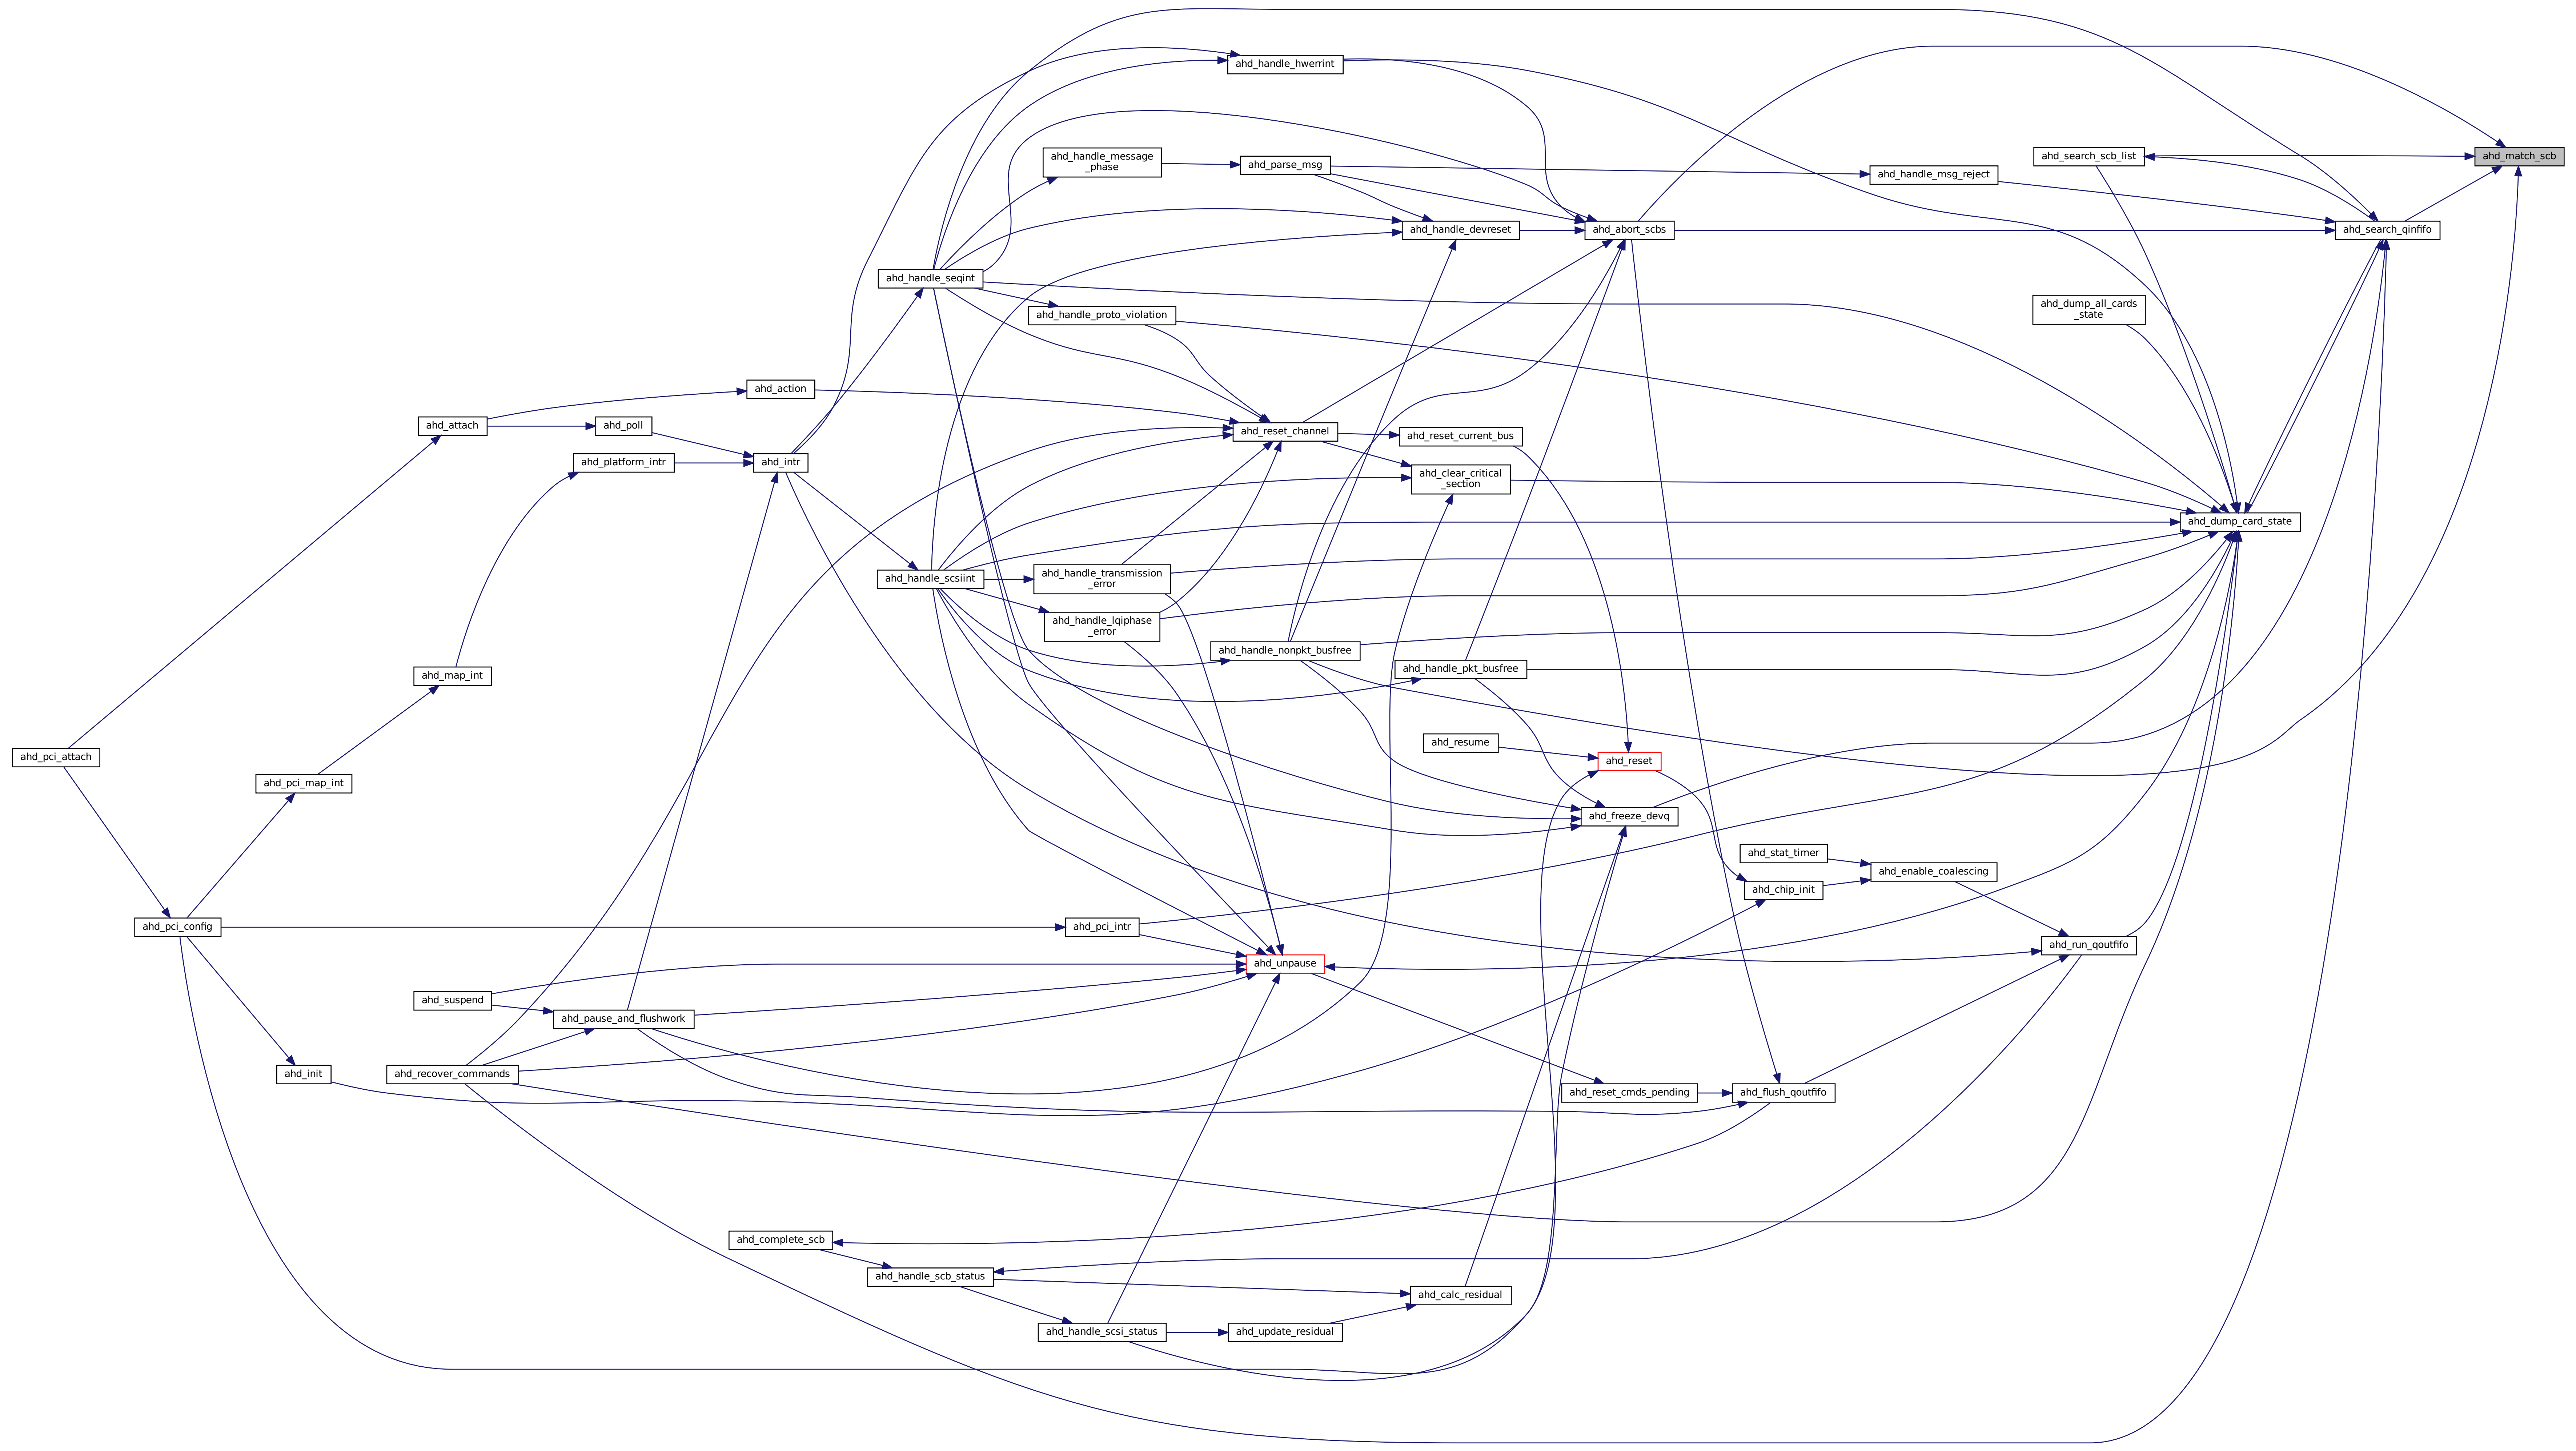 ahd_handle_hwerrint
ahd_handle_message
_phase
ahd_parse_msg
ahd_search_scb_list
ahd_match_scb
ahd_handle_msg_reject
ahd_handle_devreset
ahd_abort_scbs
ahd_search_qinfifo
ahd_handle_seqint
ahd_handle_proto_violation
ahd_dump_all_cards
_state
ahd_action
ahd_attach
ahd_poll
ahd_reset_channel
ahd_reset_current_bus
ahd_platform_intr
ahd_intr
ahd_clear_critical
_section
ahd_dump_card_state
ahd_handle_scsiint
ahd_handle_transmission
_error
ahd_handle_lqiphase
_error
ahd_handle_nonpkt_busfree
ahd_handle_pkt_busfree
ahd_map_int
ahd_resume
ahd_pci_attach
ahd_reset
ahd_pci_map_int
ahd_freeze_devq
ahd_stat_timer
ahd_enable_coalescing
ahd_chip_init
ahd_pci_config
ahd_pci_intr
ahd_run_qoutfifo
ahd_unpause
ahd_suspend
ahd_pause_and_flushwork
ahd_init
ahd_recover_commands
ahd_reset_cmds_pending
ahd_flush_qoutfifo
ahd_complete_scb
ahd_handle_scb_status
ahd_calc_residual
ahd_handle_scsi_status
ahd_update_residual